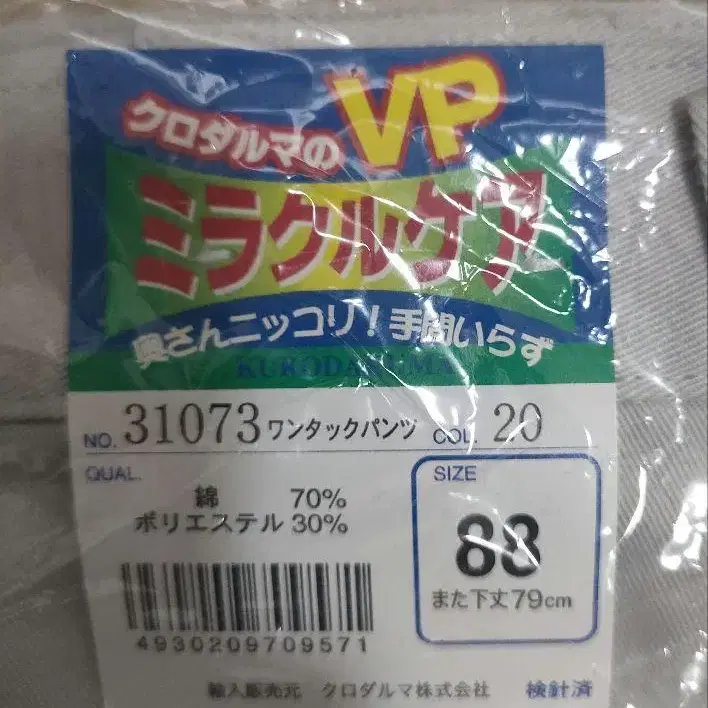 クロダルマのVP
ミラクルケア
奥さんニッコリ!手間いらず
KURODARUMA
NO. 31073 ワンタックパンツ COL. 20
QUAL.
綿 70%
ポリエステル 30%
SIZE
88
また下丈79cm
4930209709571
輸入販売元 クロダルマ株式会社 検針済